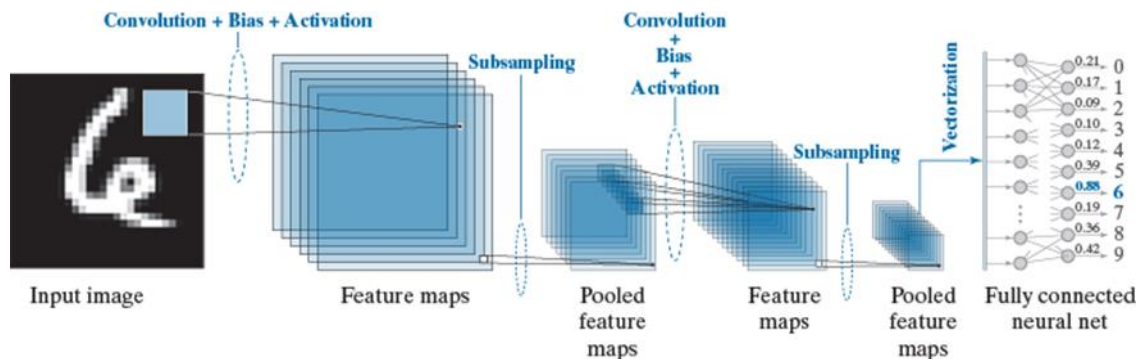 Convolution + Bias + Activation
Subsampling
Convolution
+
Bias
+
Activation
Subsampling
Vectorization
0.21 0
0.17 1
0.09 2
0.10 3
0.12 4
0.39 5
0.88 6
0.19 7
0.36 8
0.42 9
Input image
Feature maps
Pooled
feature
maps
Feature
maps
Pooled
feature
maps
Fully connected
neural net